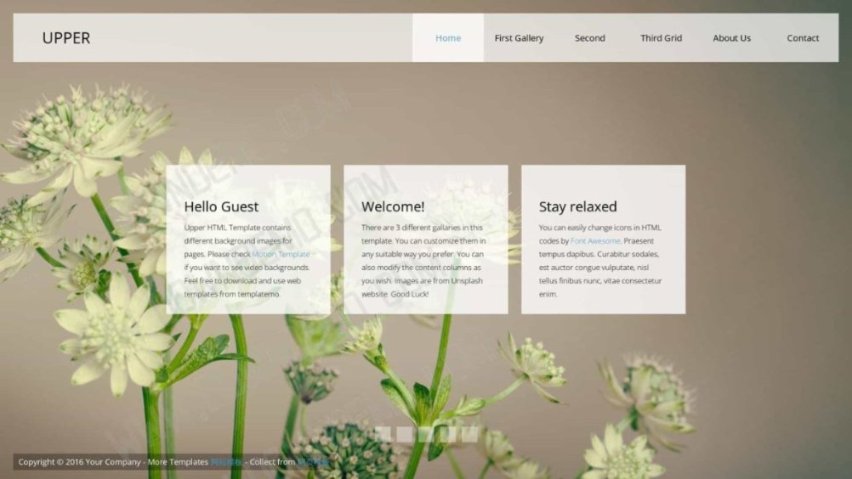 UPPER
Home
First Gallery
Second
Third Grid
About Us
Contact
Hello Guest
Upper HTML Template contains
different background images for
pages. Please check Motion Template
if you want to see video backgrounds.
Feel free to download and use web
templates from templatemo.
Welcome!
There are 3 different gallaries in this
template. You can customize them in
any suitable way you prefer. You can
also modify the content columns as
you wish. Images are from Unsplash
website. Good Luck!
Stay relaxed
You can easily change icons in HTML
codes by Font Awesome. Praesent
tempus dapibus. Curabitur sodales,
est auctor congue vulputate, nisl
tellus finibus nunc, vitae consectetur
enim.
Copyright © 2016 Your Company - More Templates - Collect from